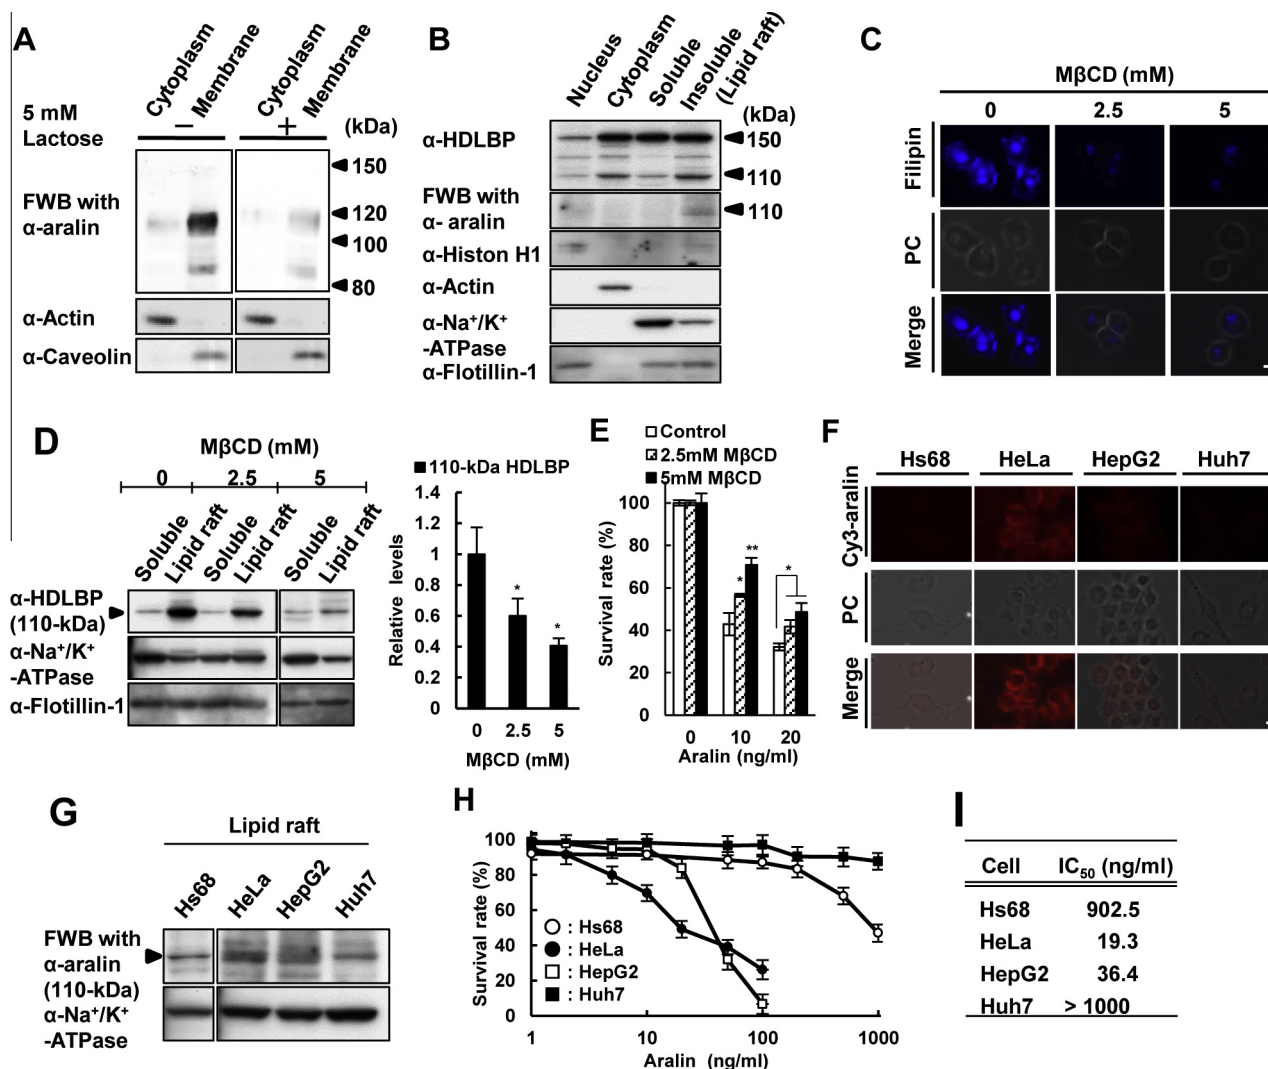 A
Cytoplasm
Membrane
Cytoplasm
Membrane
5 mM
Lactose
−
+
(kDa)
150
FWB with
α-aralin
120
100
80
α-Actin
α-Caveolin
B
Nucleus
Cytoplasm
Soluble
Insoluble
(Lipid raft)
(kDa)
α-HDLBP
150
110
FWB with
α- aralin
110
α-Histon H1
α-Actin
α-Na⁺/K⁺
-ATPase
α-Flotillin-1
C
MβCD (mM)
0 2.5 5
Filipin
PC
Merge
D
MβCD (mM)
0 2.5 5
Soluble
Lipid raft
Soluble
Lipid raft
Soluble
Lipid raft
α-HDLBP
(110-kDa)
α-Na⁺/K⁺
-ATPase
α-Flotillin-1
110-kDa HDLBP
Relative levels
1.4
1.2
1
0.8
0.6
0.4
0.2
0
*
*
0 2.5 5
MβCD (mM)
E
Control
2.5mM MβCD
5mM MβCD
Survival rate (%)
100
80
60
40
20
0
*
**
*
0 10 20
Aralin (ng/ml)
F
Hs68 HeLa HepG2 Huh7
Cy3-aralin
PC
Merge
G
Lipid raft
Hs68
HeLa
HepG2
Huh7
FWB with
α-aralin
(110-kDa)
α-Na⁺/K⁺
-ATPase
H
Survival rate (%)
100
80
60
40
20
0
: Hs68
: HeLa
: HepG2
: Huh7
1 10 100 1000
Aralin (ng/ml)
I
Cell IC₅₀ (ng/ml)
Hs68 902.5
HeLa 19.3
HepG2 36.4
Huh7 > 1000